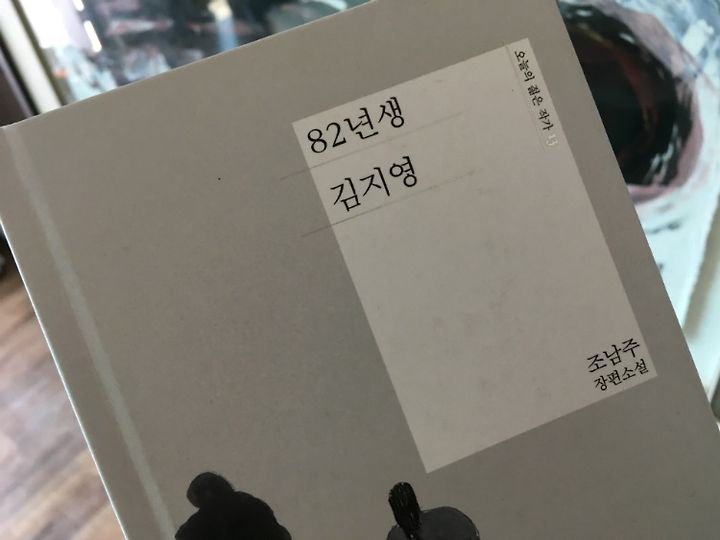 82년생
김지영
오늘의 젊은 작가 13
조남주
장편소설